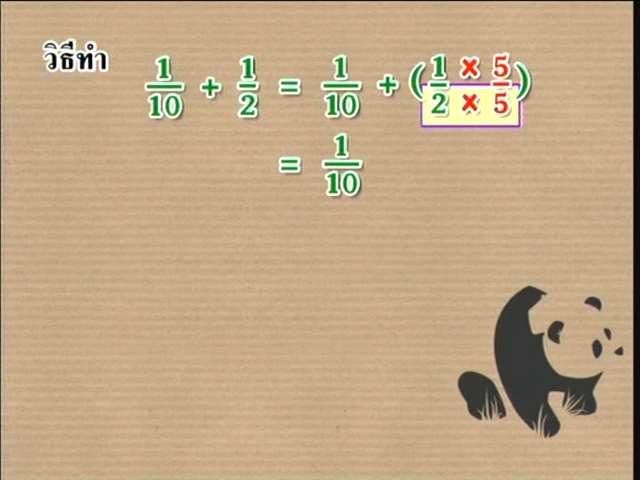 วิธีทำ 1/10 + 1/2 = 1/10 + (1/2 × 5/5)
= 1/10